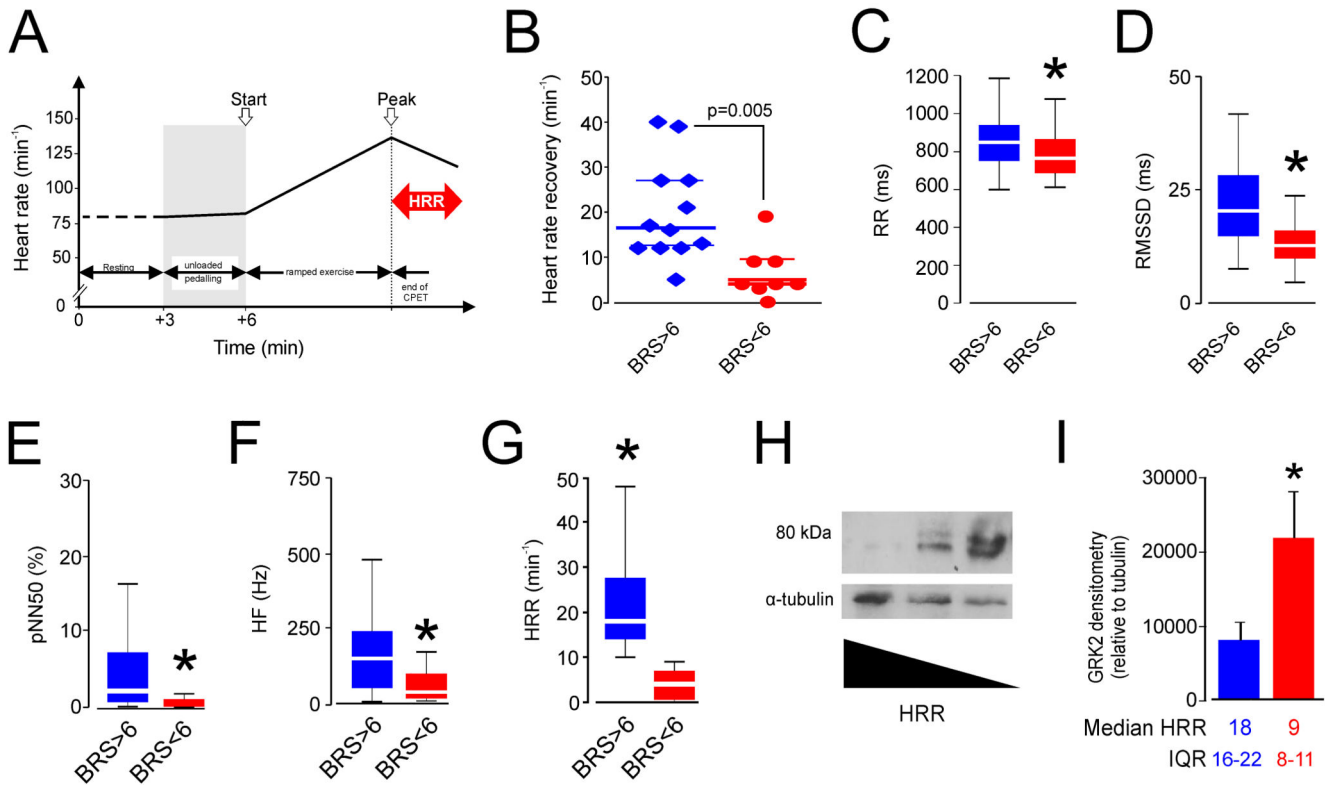 A
Heart rate (min⁻¹)
150
125
100
75
50
0
Start
Peak
HRR
Resting
unloaded
pedalling
ramped exercise
end of
CPET
0
+3
+6
Time (min)
B
Heart rate recovery (min⁻¹)
50
40
30
20
10
0
p=0.005
BRS>6
BRS<6
C
RR (ms)
1200
1000
800
600
400
200
0
*
BRS>6
BRS<6
D
RMSSD (ms)
50
25
0
*
BRS>6
BRS<6
E
pNN50 (%)
30
20
10
0
*
BRS>6
BRS<6
F
HF (Hz)
750
500
250
0
*
BRS>6
BRS<6
G
HRR (min⁻¹)
50
40
30
20
10
0
*
BRS>6
BRS<6
H
80 kDa
α-tubulin
HRR
I
GRK2 densitometry
(relative to tubulin)
30000
20000
10000
0
*
Median HRR 18 9
IQR 16-22 8-11